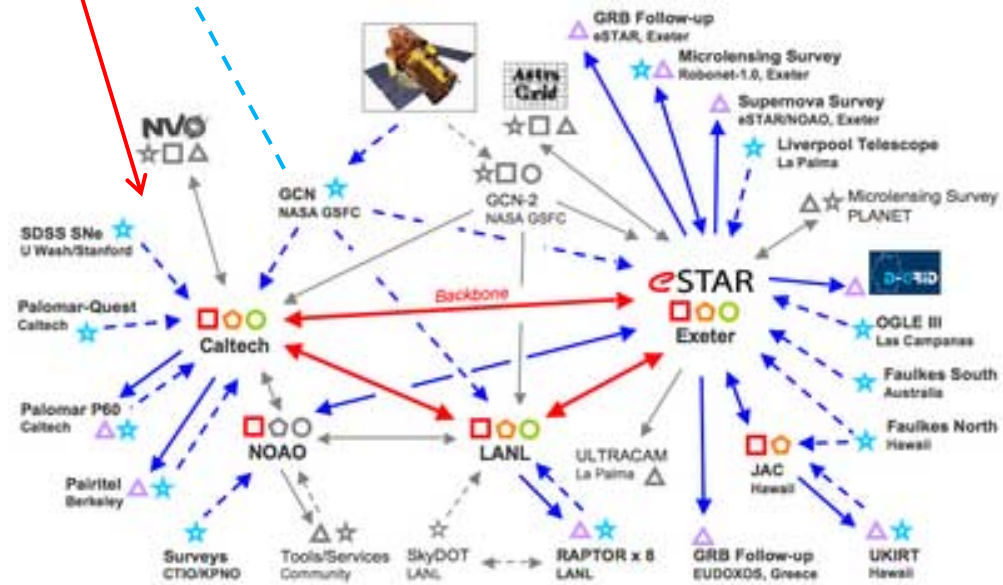 GRB Follow-up
eSTAR, Exeter
Microlensing Survey
Robonet-1.0, Exeter
Astro
Grid
Supernova Survey
eSTAR/NOAO, Exeter
NVO
Liverpool Telescope
La Palma
GCN
NASA GSFC
GCN-2
NASA GSFC
Microlensing Survey
PLANET
SDSS SNe
U Wash/Stanford
eSTAR
Exeter
D-GRID
Backbone
Palomar-Quest
Caltech
Caltech
OGLE III
Las Campanas
Faulkes South
Australia
Palomar P60
Caltech
Faulkes North
Hawaii
NOAO
LANL
ULTRACAM
La Palma
JAC
Hawaii
Pairitel
Berkeley
Surveys
CTIO/KPNO
Tools/Services
Community
SkyDOT
LANL
RAPTOR x 8
LANL
GRB Follow-up
EUDOXOS, Greece
UKIRT
Hawaii